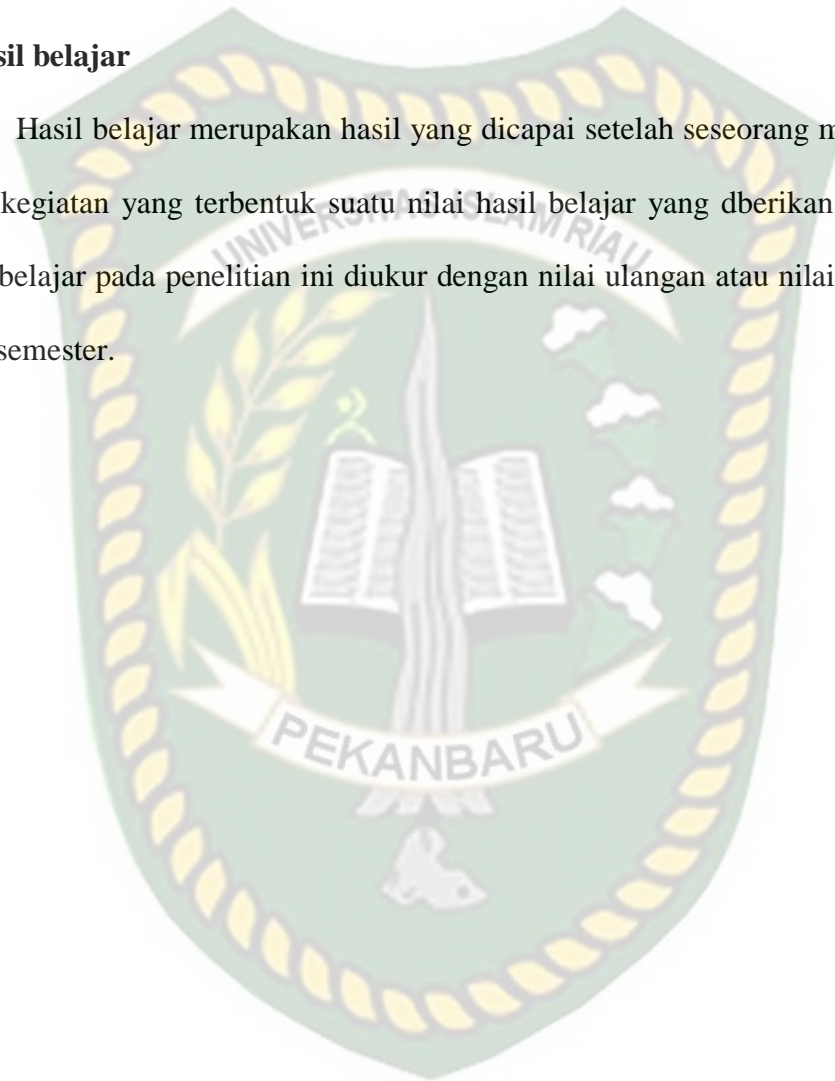 sil belajar
Hasil belajar merupakan hasil yang dicapai setelah seseorang m
kegiatan yang terbentuk suatu nilai hasil belajar yang dberikan
belajar pada penelitian ini diukur dengan nilai ulangan atau nilai
semester.
UNIVERSITAS ISLAM RIAU
PEKANBARU